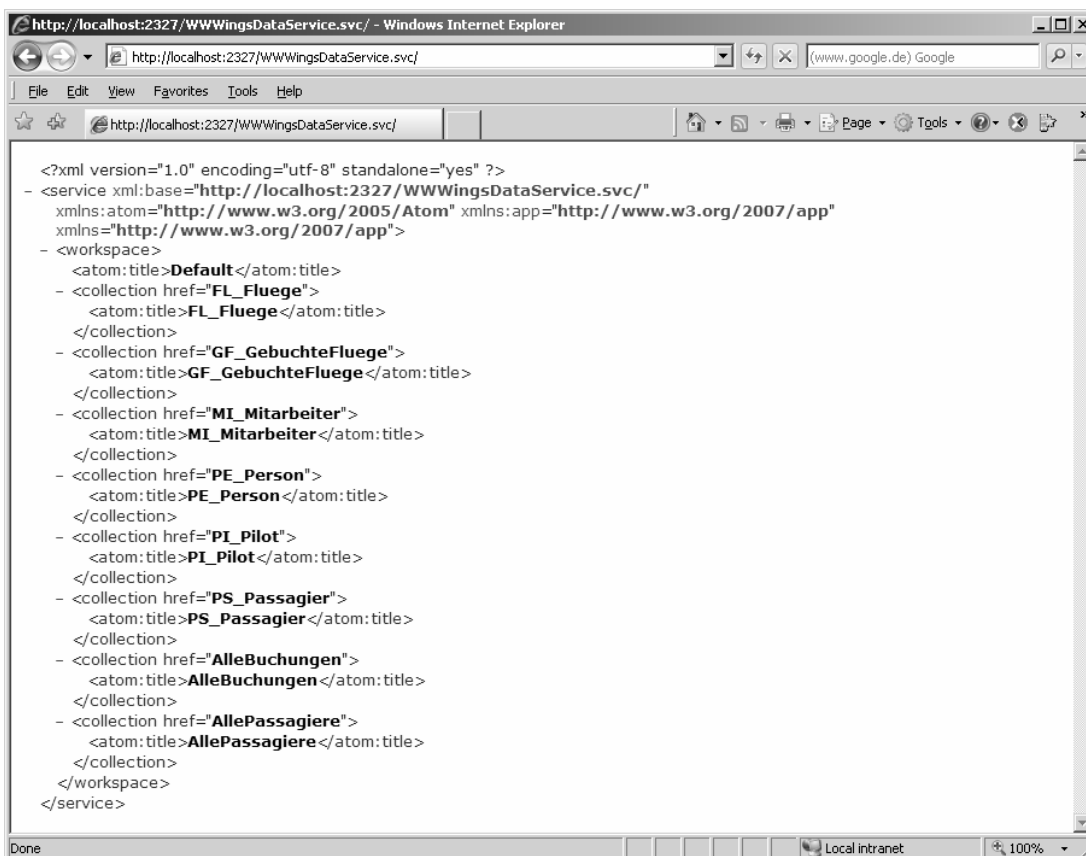 http://localhost:2327/WWWingsDataService.svc/ - Windows Internet Explorer
http://localhost:2327/WWWingsDataService.svc/ (www.google.de) Google
File Edit View Favorites Tools Help
http://localhost:2327/WWWingsDataService.svc/ Page Tools
<?xml version="1.0" encoding="utf-8" standalone="yes" ?>
- <service xml:base="http://localhost:2327/WWWingsDataService.svc/"
xmlns:atom="http://www.w3.org/2005/Atom" xmlns:app="http://www.w3.org/2007/app"
xmlns="http://www.w3.org/2007/app">
- <workspace>
<atom:title>Default</atom:title>
- <collection href="FL_Fluege">
<atom:title>FL_Fluege</atom:title>
</collection>
- <collection href="GF_GebuchteFluege">
<atom:title>GF_GebuchteFluege</atom:title>
</collection>
- <collection href="MI_Mitarbeiter">
<atom:title>MI_Mitarbeiter</atom:title>
</collection>
- <collection href="PE_Person">
<atom:title>PE_Person</atom:title>
</collection>
- <collection href="PI_Pilot">
<atom:title>PI_Pilot</atom:title>
</collection>
- <collection href="PS_Passagier">
<atom:title>PS_Passagier</atom:title>
</collection>
- <collection href="AlleBuchungen">
<atom:title>AlleBuchungen</atom:title>
</collection>
- <collection href="AllePassagiere">
<atom:title>AllePassagiere</atom:title>
</collection>
</workspace>
</service>
Done Local intranet 100%